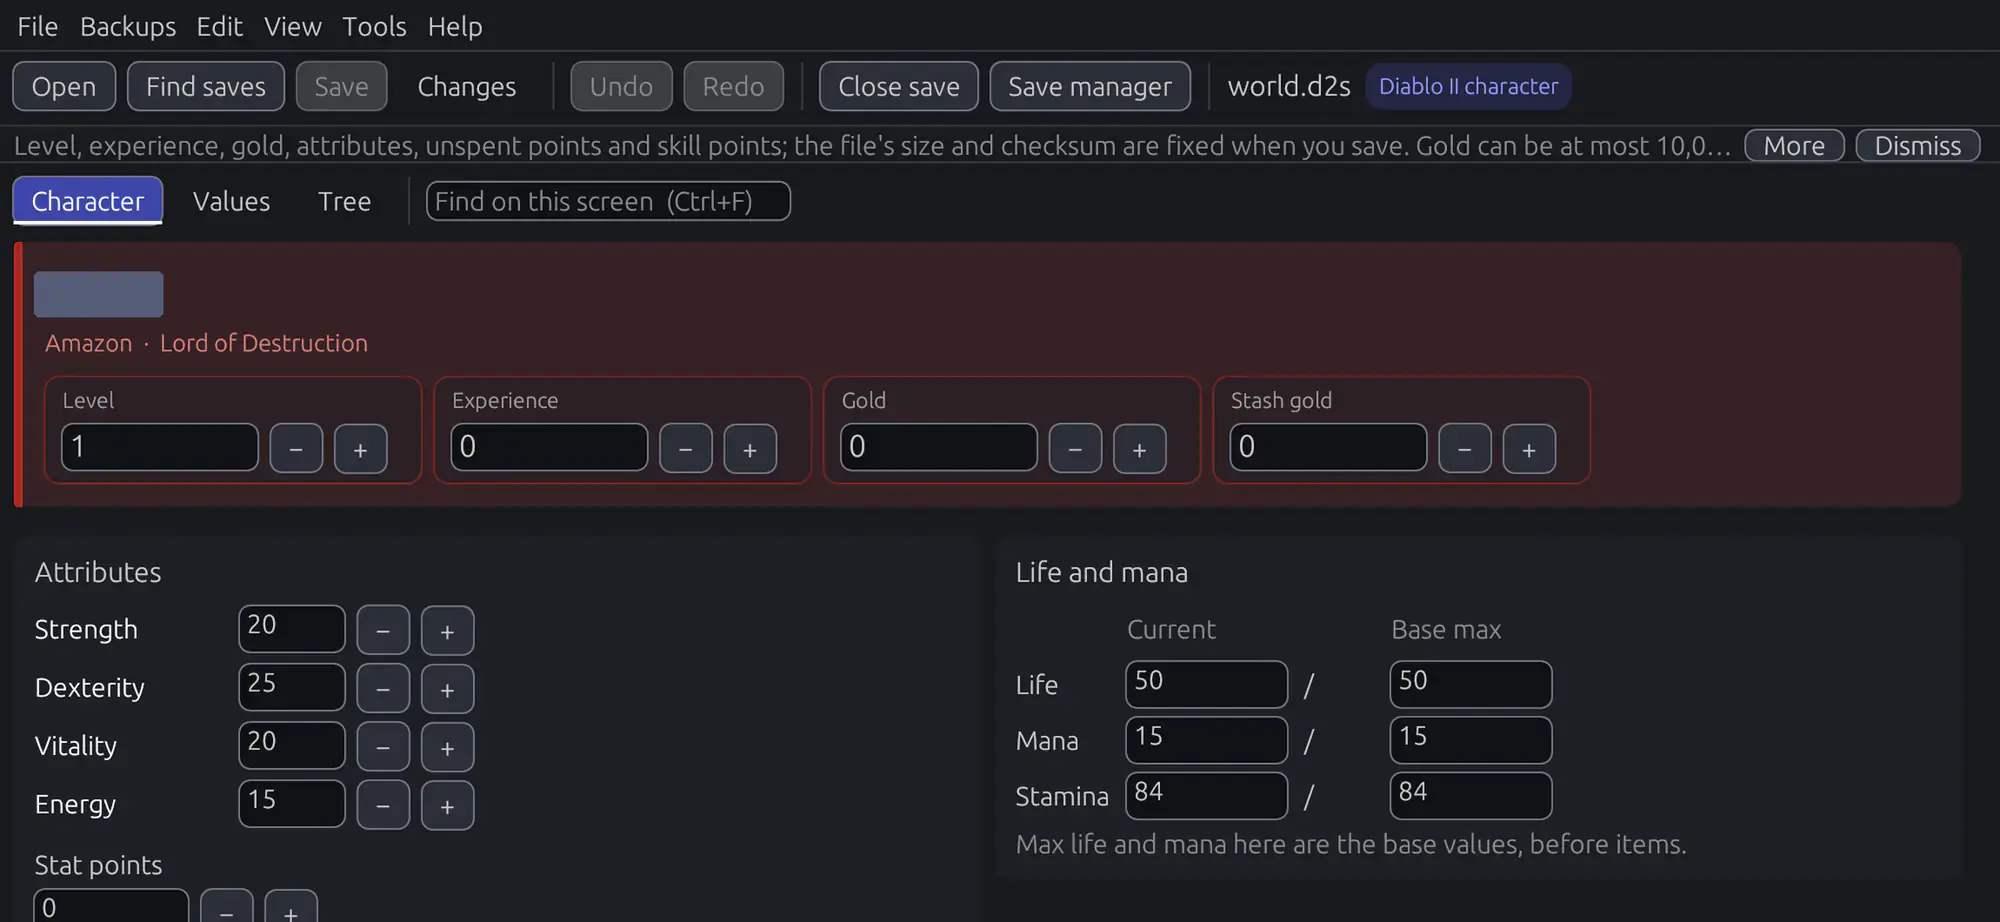 File Backups Edit View Tools Help
Open Find saves Save Changes Undo Redo Close save Save manager world.d2s Diablo II character
Level, experience, gold, attributes, unspent points and skill points; the file's size and checksum are fixed when you save. Gold can be at most 10,0... More Dismiss
Character Values Tree Find on this screen (Ctrl+F)
Amazon · Lord of Destruction
Level Experience Gold Stash gold
1 − + 0 − + 0 − + 0 − +
Attributes
Strength 20 − +
Dexterity 25 − +
Vitality 20 − +
Energy 15 − +
Stat points
0 − +
Life and mana
Current Base max
Life 50 / 50
Mana 15 / 15
Stamina 84 / 84
Max life and mana here are the base values, before items.